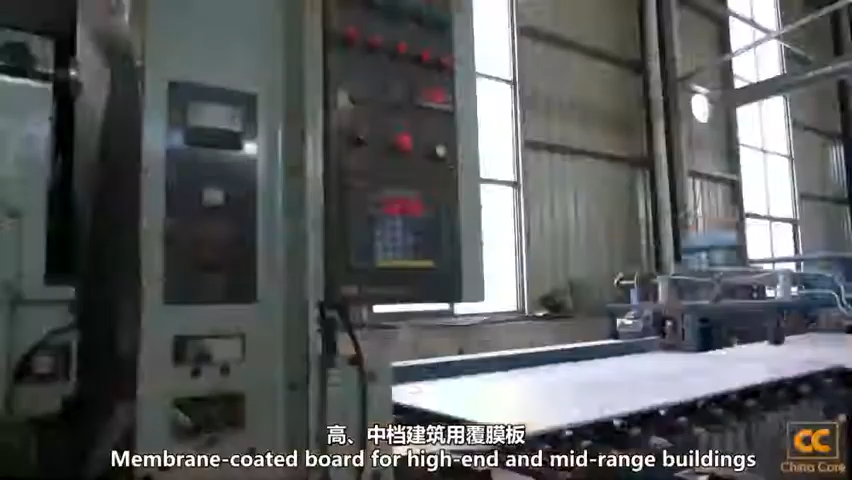 高、中档建筑用覆膜板
Membrane-coated board for high-end and mid-range buildings
CC
China Core